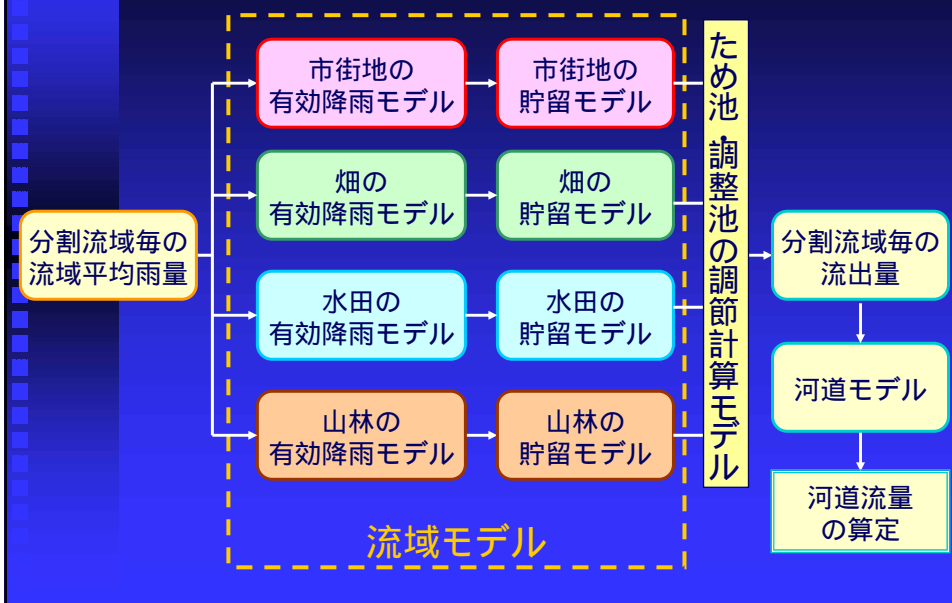 分割流域毎の
流域平均雨量
市街地の
有効降雨モデル
市街地の
貯留モデル
畑の
有効降雨モデル
畑の
貯留モデル
水田の
有効降雨モデル
水田の
貯留モデル
山林の
有効降雨モデル
山林の
貯留モデル
流域モデル
ため池・調整池の調節計算モデル
分割流域毎の
流出量
河道モデル
河道流量
の算定